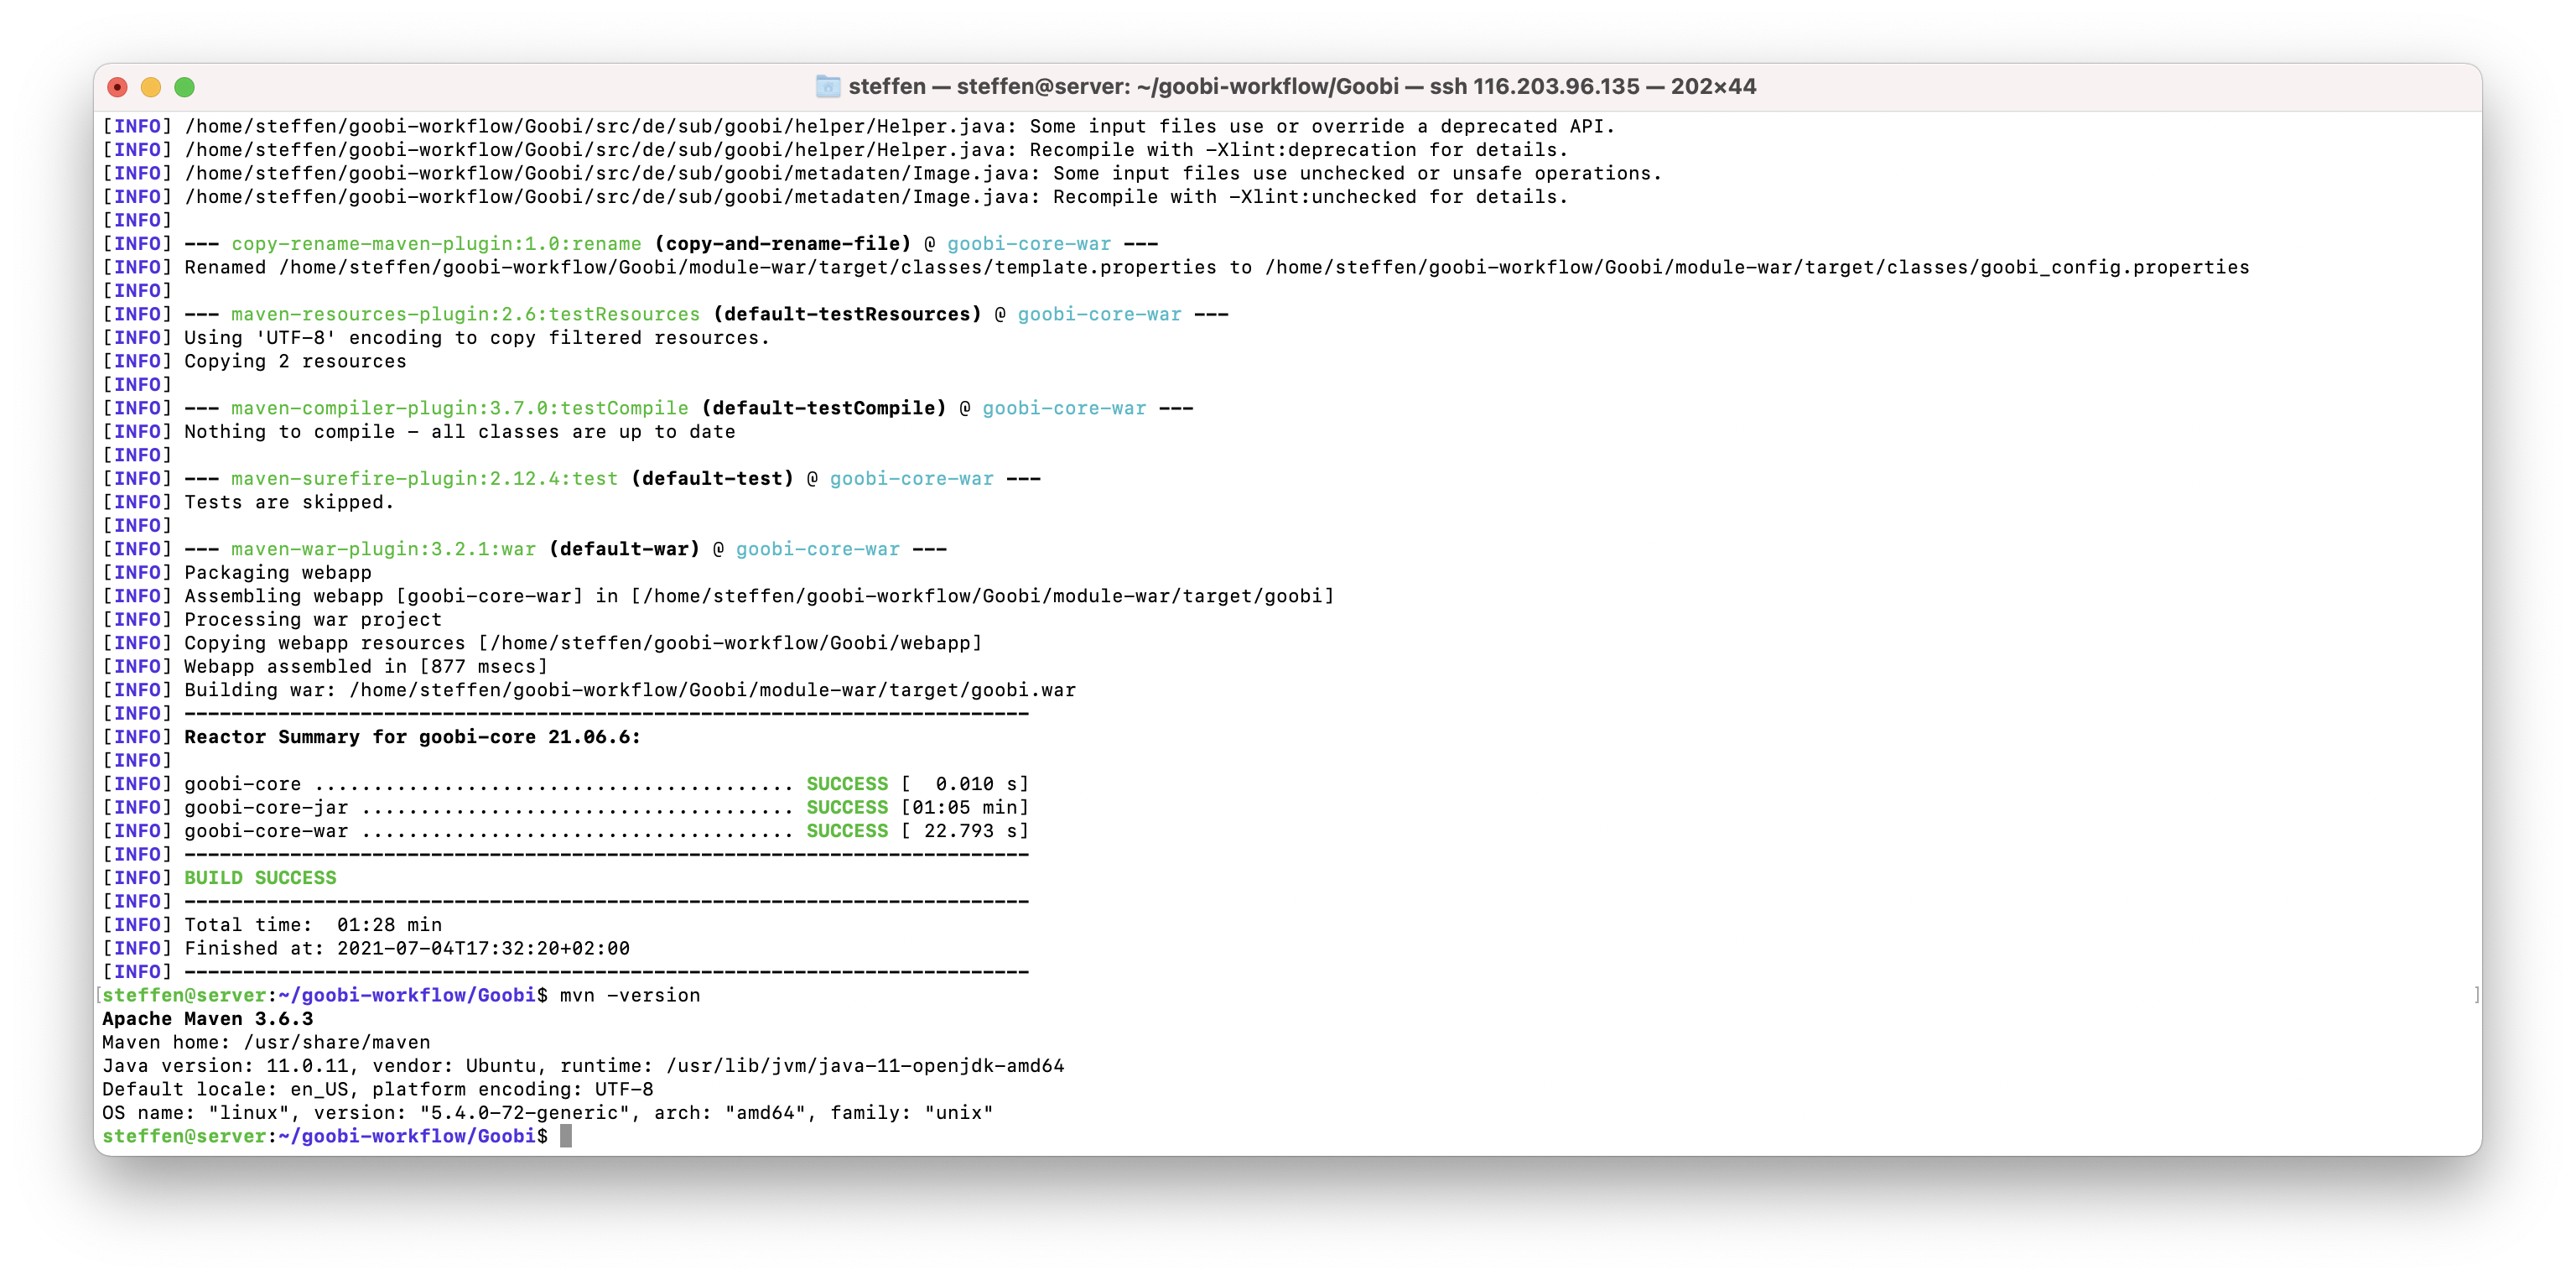 steffen — steffen@server: ~/goobi-workflow/Goobi — ssh 116.203.96.135 — 202×44
[INFO] /home/steffen/goobi-workflow/Goobi/src/de/sub/goobi/helper/Helper.java: Some input files use or override a deprecated API.
[INFO] /home/steffen/goobi-workflow/Goobi/src/de/sub/goobi/helper/Helper.java: Recompile with -Xlint:deprecation for details.
[INFO] /home/steffen/goobi-workflow/Goobi/src/de/sub/goobi/metadaten/Image.java: Some input files use unchecked or unsafe operations.
[INFO] /home/steffen/goobi-workflow/Goobi/src/de/sub/goobi/metadaten/Image.java: Recompile with -Xlint:unchecked for details.
[INFO]
[INFO] --- copy-rename-maven-plugin:1.0:rename (copy-and-rename-file) @ goobi-core-war ---
[INFO] Renamed /home/steffen/goobi-workflow/Goobi/module-war/target/classes/template.properties to /home/steffen/goobi-workflow/Goobi/module-war/target/classes/goobi_config.properties
[INFO]
[INFO] --- maven-resources-plugin:2.6:testResources (default-testResources) @ goobi-core-war ---
[INFO] Using 'UTF-8' encoding to copy filtered resources.
[INFO] Copying 2 resources
[INFO]
[INFO] --- maven-compiler-plugin:3.7.0:testCompile (default-testCompile) @ goobi-core-war ---
[INFO] Nothing to compile - all classes are up to date
[INFO]
[INFO] --- maven-surefire-plugin:2.12.4:test (default-test) @ goobi-core-war ---
[INFO] Tests are skipped.
[INFO]
[INFO] --- maven-war-plugin:3.2.1:war (default-war) @ goobi-core-war ---
[INFO] Packaging webapp
[INFO] Assembling webapp [goobi-core-war] in [/home/steffen/goobi-workflow/Goobi/module-war/target/goobi]
[INFO] Processing war project
[INFO] Copying webapp resources [/home/steffen/goobi-workflow/Goobi/webapp]
[INFO] Webapp assembled in [877 msecs]
[INFO] Building war: /home/steffen/goobi-workflow/Goobi/module-war/target/goobi.war
[INFO] ------------------------------------------------------------------------
[INFO] Reactor Summary for goobi-core 21.06.6:
[INFO]
[INFO] goobi-core ......................................... SUCCESS [  0.010 s]
[INFO] goobi-core-jar ..................................... SUCCESS [01:05 min]
[INFO] goobi-core-war ..................................... SUCCESS [ 22.793 s]
[INFO] ------------------------------------------------------------------------
[INFO] BUILD SUCCESS
[INFO] ------------------------------------------------------------------------
[INFO] Total time:  01:28 min
[INFO] Finished at: 2021-07-04T17:32:20+02:00
[INFO] ------------------------------------------------------------------------
[steffen@server:~/goobi-workflow/Goobi$ mvn -version ]
Apache Maven 3.6.3
Maven home: /usr/share/maven
Java version: 11.0.11, vendor: Ubuntu, runtime: /usr/lib/jvm/java-11-openjdk-amd64
Default locale: en_US, platform encoding: UTF-8
OS name: "linux", version: "5.4.0-72-generic", arch: "amd64", family: "unix"
steffen@server:~/goobi-workflow/Goobi$